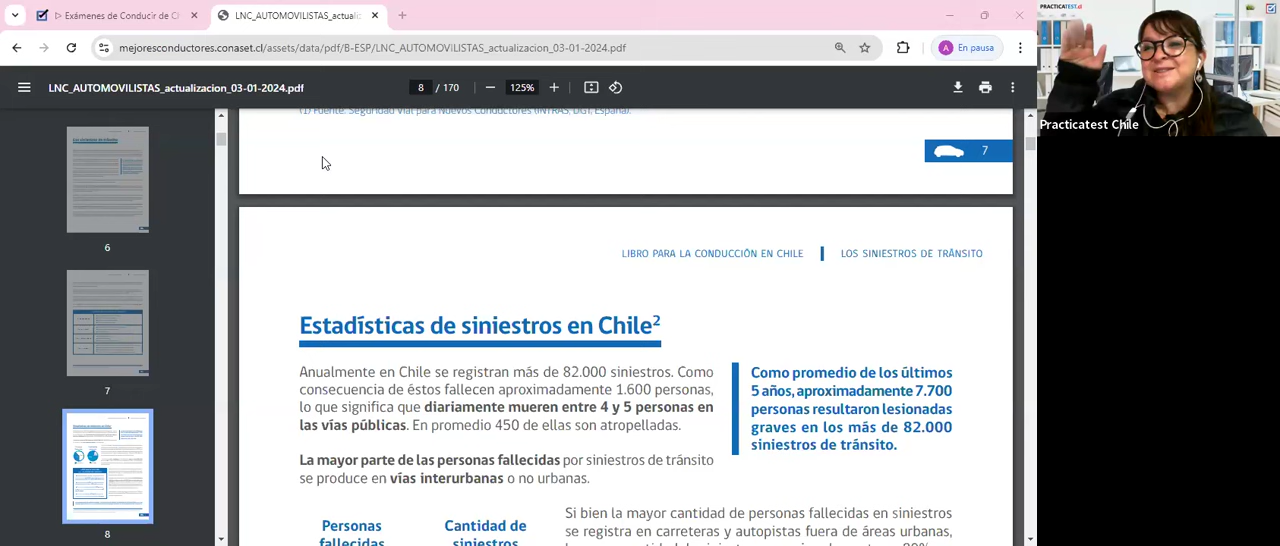 ▷ Exámenes de Conducir de Ch
LNC_AUTOMOVILISTAS_actualizac
mejoresconductores.conaset.cl/assets/data/pdf/B-ESP/LNC_AUTOMOVILISTAS_actualizacion_03-01-2024.pdf
A En pausa
LNC_AUTOMOVILISTAS_actualizacion_03-01-2024.pdf
8 / 170
125%
PRACTICATEST.cl
Practicatest Chile
6
7
8
(1) Fuente: Seguridad Vial para Nuevos Conductores (INTRAS, DGT, España).
7
LIBRO PARA LA CONDUCCIÓN EN CHILE
LOS SINIESTROS DE TRÁNSITO
Estadísticas de siniestros en Chile²
Anualmente en Chile se registran más de 82.000 siniestros. Como
consecuencia de éstos fallecen aproximadamente 1.600 personas,
lo que significa que diariamente mueren entre 4 y 5 personas en
las vías públicas. En promedio 450 de ellas son atropelladas.
La mayor parte de las personas fallecidas por siniestros de tránsito
se produce en vías interurbanas o no urbanas.
Como promedio de los últimos
5 años, aproximadamente 7.700
personas resultaron lesionadas
graves en los más de 82.000
siniestros de tránsito.
Personas
fallecidas
Cantidad de
siniestros
Si bien la mayor cantidad de personas fallecidas en siniestros
se registra en carreteras y autopistas fuera de áreas urbanas,